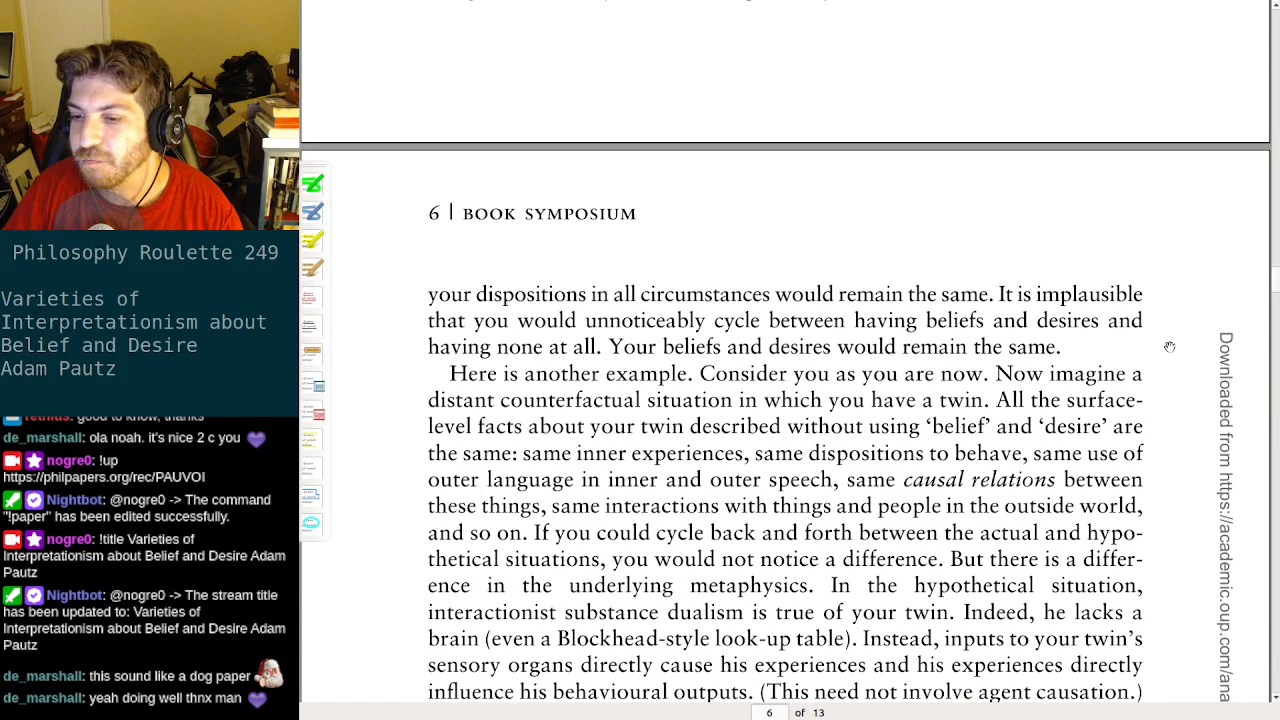 Philosophy Roulette 249
Varilties of
Interpretationism about
Belief and Desire
Adam Pautz
rethius: good to know, thanks
de_marshall: ola noah. it's nice 2 c you
nogre0: !up
https://philpapers.org/rec/PAUVOI
Nightbot: @nogre0 -> The command
"!paper" has been edited successfully.
nogre0: !title Varieties of
Interpretationism about Belief and Desire Adam
Pautz
Nightbot: @nogre0 -> The stream title
has been updated to: Varieties of
Interpretationism about Belief and Desire Adam
Pautz
de_marshall: this sound like a dog paper
de_marshall: yeah doing well thnx man
6 | BOOK SYMPOSIUM
your dispositions in all circumstances would remain the same. It is implausible
that you would unnoticeably cycle between having beliefs and desires and
having none at all. Your beliefs and desires would remain the same.
Here is another example. Consider you as you are now. Now imagine a
distant counterfactual situation in which you have a twin. All the surface-
level facts about your twin described without using 'belief' and 'desire' are
the same: same inner experiences, same dispositions to behave, same use of
outer language in inner and outer speech, same causal relations between
these things, same interactions with things and people in the outside world,
and so on. If you could cycle back and forth between the actual and hypo-
thetical situations, you would not notice a difference. But there is a differ-
ence in the underlying metaphysics. In the hypothetical situation,
interactionist substance dualism is true of your twin. Indeed, he lacks a
brain (even a Blockhead-style look-up table). Instead, inputs to your twin's
sensory organs directly cause his experiences and his experiences directly
influence his behavioural outputs. (This need not involve agent causation.)
Downloaded from https://academic.oup.com/ana
6 of 13